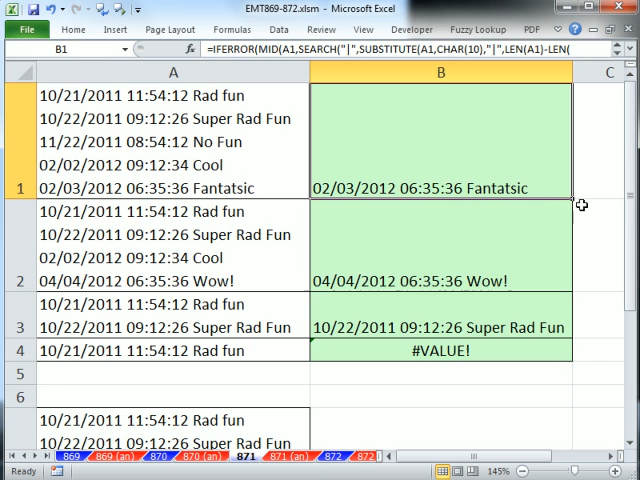 EMT869-872.xlsm - Microsoft Excel
File Home Insert Page Layout Formulas Data Review View Developer Fuzzy Lookup PDF
B1 fx =IFERROR(MID(A1,SEARCH("|",SUBSTITUTE(A1,CHAR(10),"|",LEN(A1)-LEN(
A B C
10/21/2011 11:54:12 Rad fun
10/22/2011 09:12:26 Super Rad Fun
11/22/2011 08:54:12 No Fun
02/02/2011 09:12:34 Cool
1 02/03/2012 06:35:36 Fantatsic 02/03/2012 06:35:36 Fantatsic
10/21/2011 11:54:12 Rad fun
10/22/2011 09:12:26 Super Rad Fun
02/02/2012 09:12:34 Cool
2 04/04/2012 06:35:36 Wow! 04/04/2012 06:35:36 Wow!
10/21/2011 11:54:12 Rad fun
3 10/22/2011 09:12:26 Super Rad Fun 10/22/2011 09:12:26 Super Rad Fun
4 10/21/2011 11:54:12 Rad fun #VALUE!
5
6
10/21/2011 11:54:12 Rad fun
10/22/2011 09:12:26 Super Rad Fun
869 869 (an) 870 870 (an) 871 871 (an) 872 872
Ready 145%